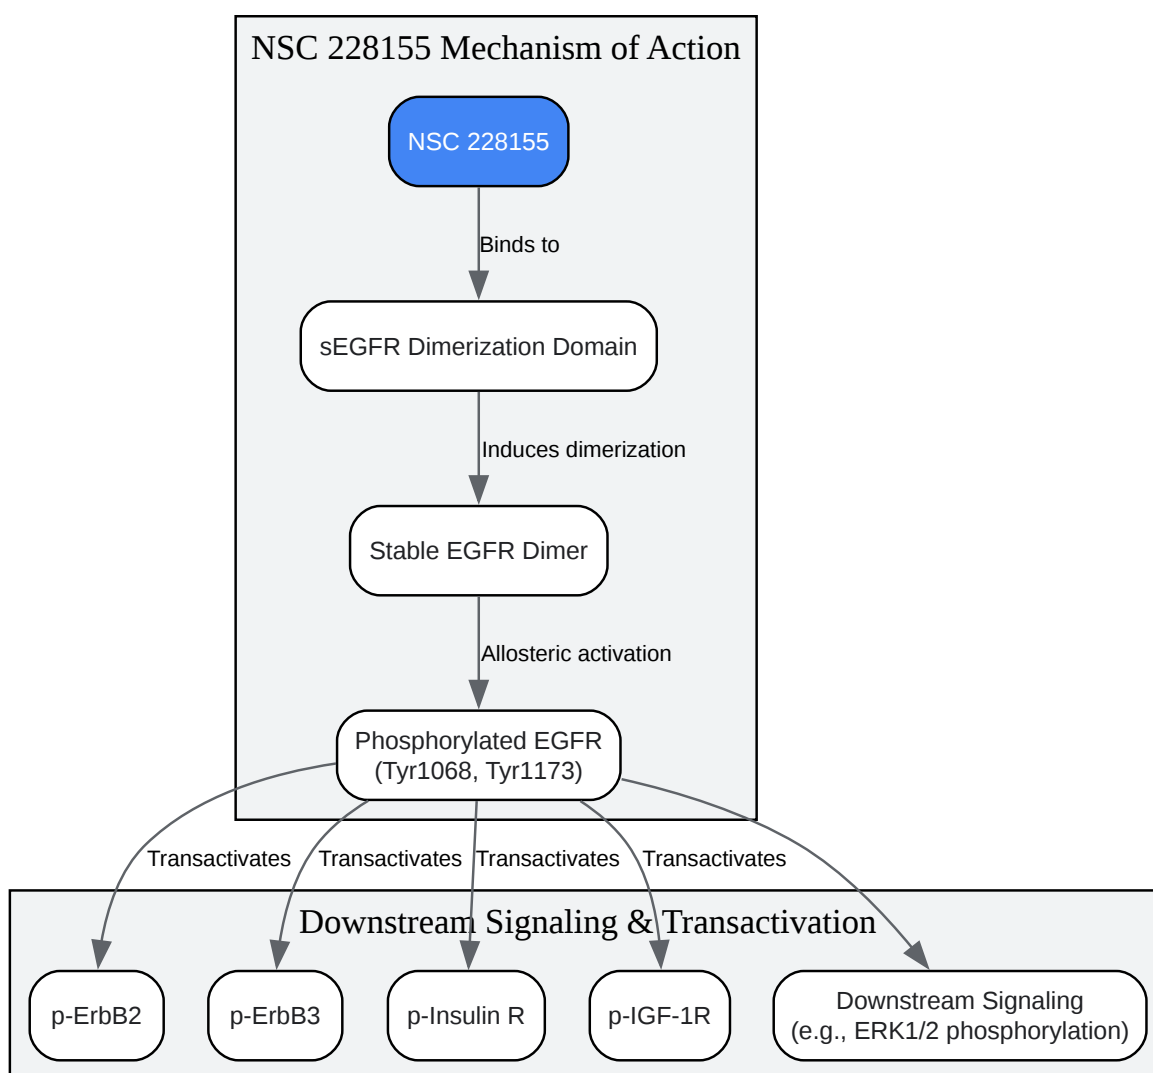 NSC 228155 Mechanism of Action
NSC 228155
Binds to
sEGFR Dimerization Domain
Induces dimerization
Stable EGFR Dimer
Allosteric activation
Phosphorylated EGFR
(Tyr1068, Tyr1173)
Transactivates
Transactivates
Transactivates
Transactivates
Downstream Signaling & Transactivation
p-ErbB2
p-ErbB3
p-Insulin R
p-IGF-1R
Downstream Signaling
(e.g., ERK1/2 phosphorylation)